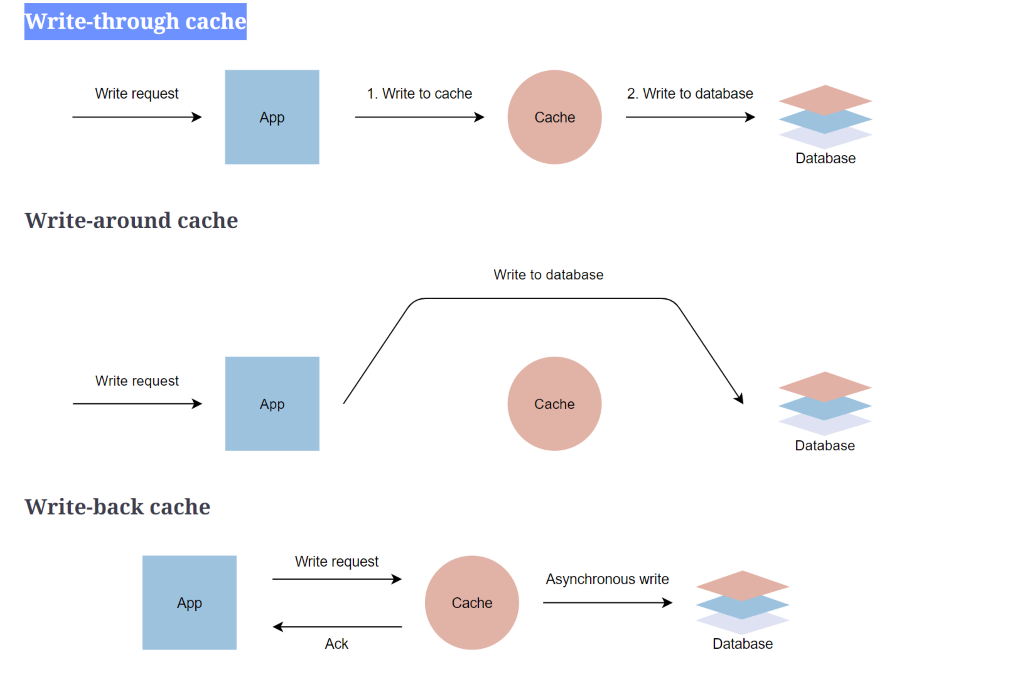 Write-through cache
Write request
App
1. Write to cache
Cache
2. Write to database
Database
Write-around cache
Write to database
Write request
App
Cache
Database
Write-back cache
App
Write request
Ack
Cache
Asynchronous write
Database